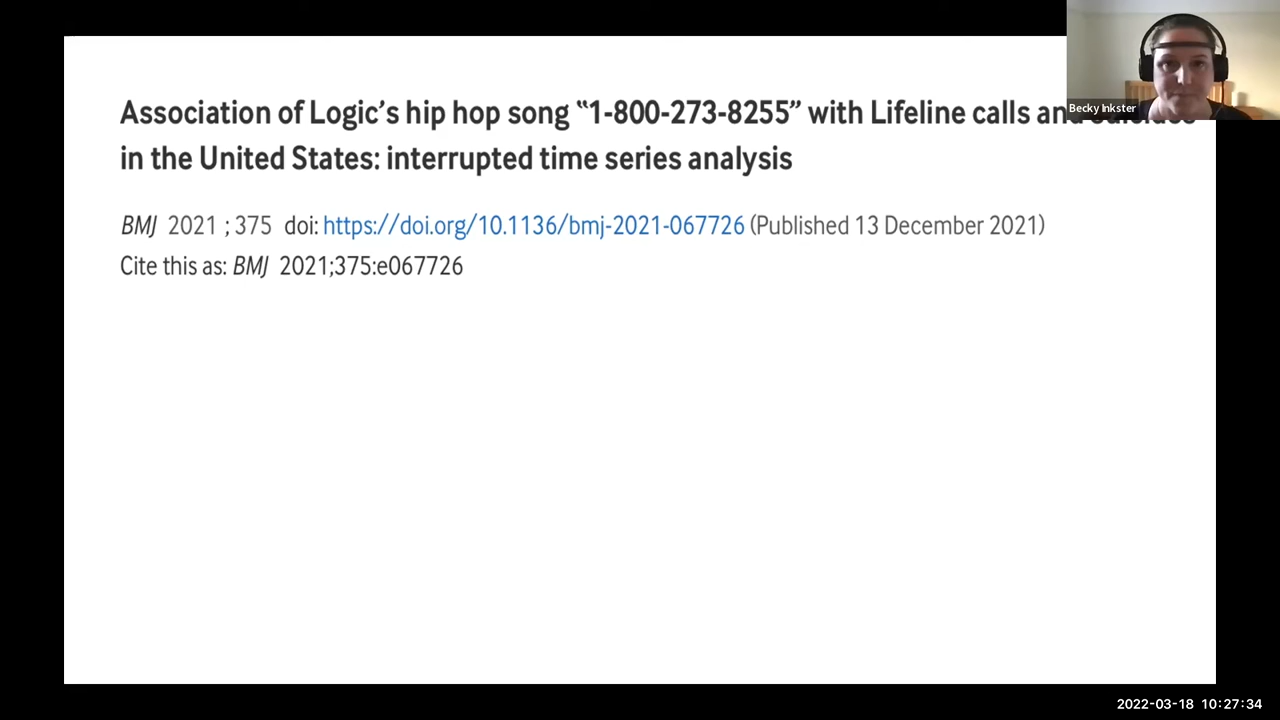 Association of Logic's hip hop song “1-800-273-8255” with Lifeline calls and
in the United States: interrupted time series analysis
BMJ 2021 ; 375 doi: https://doi.org/10.1136/bmj-2021-067726 (Published 13 December 2021)
Cite this as: BMJ 2021;375:e067726
Becky Inkster
2022-03-18 10:27:34